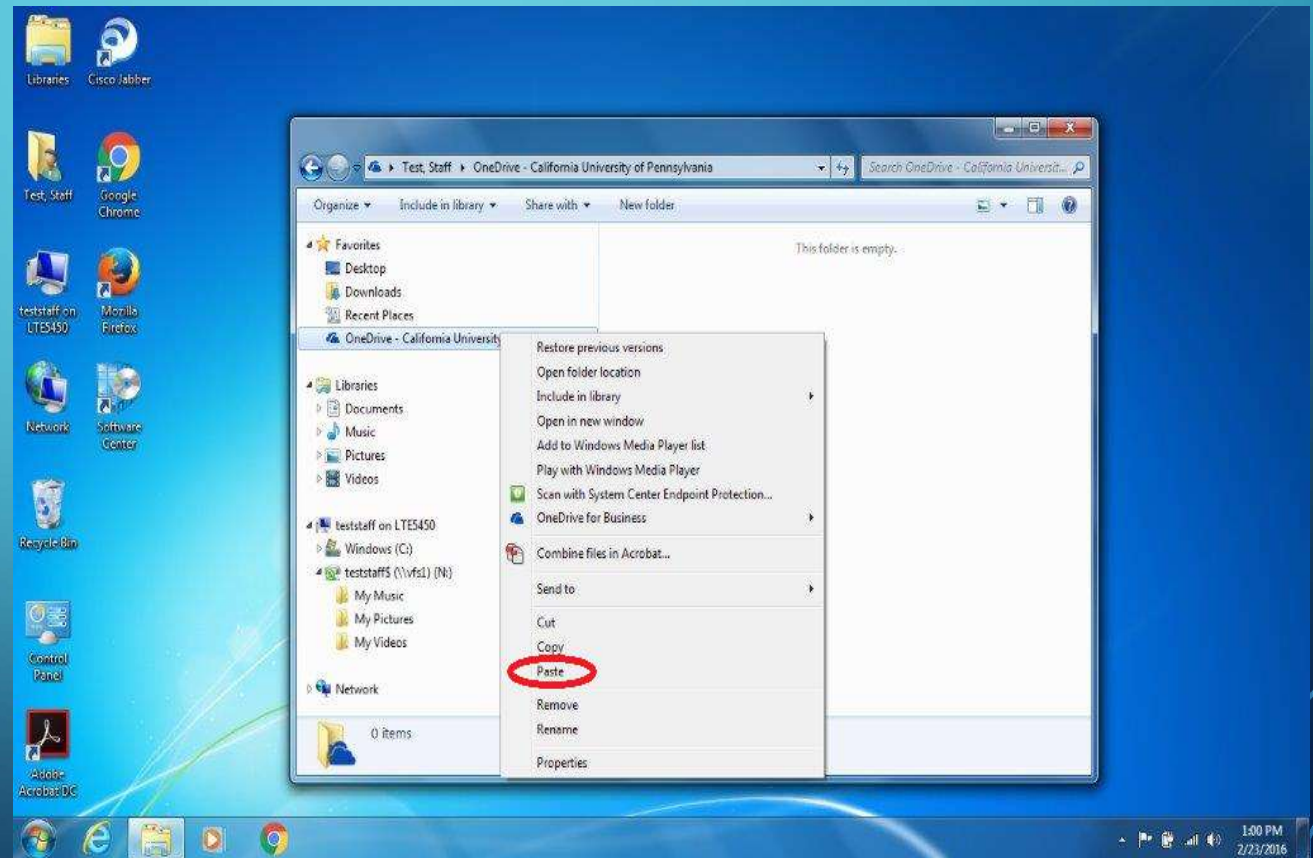 Libraries
Cisco Jabber
Test, Staff
Google
Chrome
teststaff on
LTE5450
Mozilla
Firefox
Network
Software
Center
Recycle Bin
Control
Panel
Adobe
Acrobat DC
Test, Staff OneDrive - California University of Pennsylvania
Search OneDrive - California Universit...
Organize Include in library Share with New folder
Favorites
Desktop
Downloads
Recent Places
OneDrive - California University
Libraries
Documents
Music
Pictures
Videos
teststaff on LTE5450
Windows (C:)
teststaff$ (\\vfs1) (N:)
My Music
My Pictures
My Videos
Network
0 items
This folder is empty.
Restore previous versions
Open folder location
Include in library
Open in new window
Add to Windows Media Player list
Play with Windows Media Player
Scan with System Center Endpoint Protection...
OneDrive for Business
Combine files in Acrobat...
Send to
Cut
Copy
Paste
Remove
Rename
Properties
1:00 PM
2/23/2016